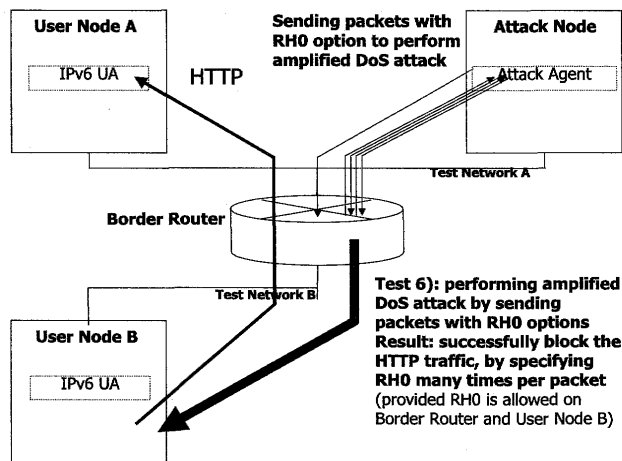 User Node A
IPv6 UA
HTTP
Sending packets with
RH0 option to perform
amplified DoS attack
Attack Node
Attack Agent
Test Network A
Border Router
Test Network B
User Node B
IPv6 UA
Test 6): performing amplified
DoS attack by sending
packets with RH0 options
Result: successfully block the
HTTP traffic, by specifying
RH0 many times per packet
(provided RH0 is allowed on
Border Router and User Node B)